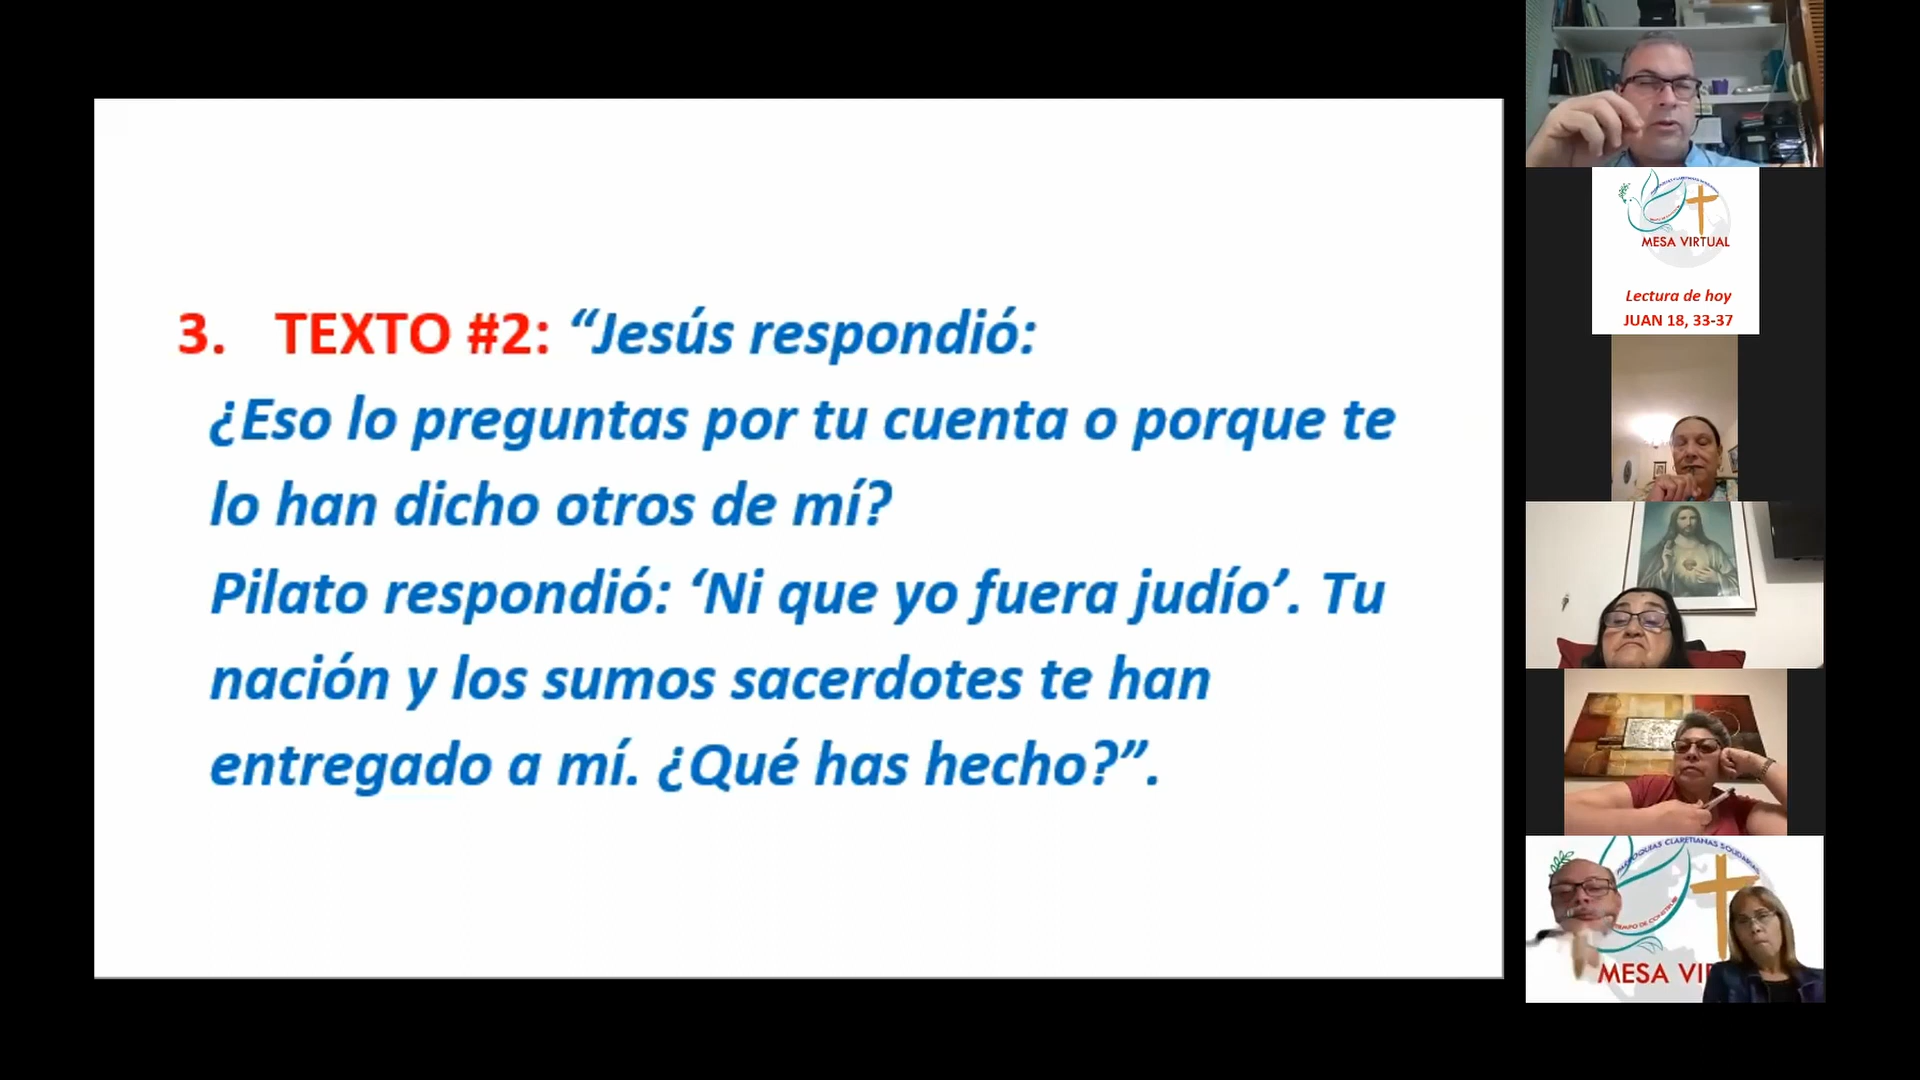 3. TEXTO #2: “Jesús respondió:
¿Eso lo preguntas por tu cuenta o porque te
lo han dicho otros de mí?
Pilato respondió: ‘Ni que yo fuera judío’. Tu
nación y los sumos sacerdotes te han
entregado a mí. ¿Qué has hecho?”.
MESA VIRTUAL
Lectura de hoy
JUAN 18, 33-37
CLARETIANAS
MESA VI